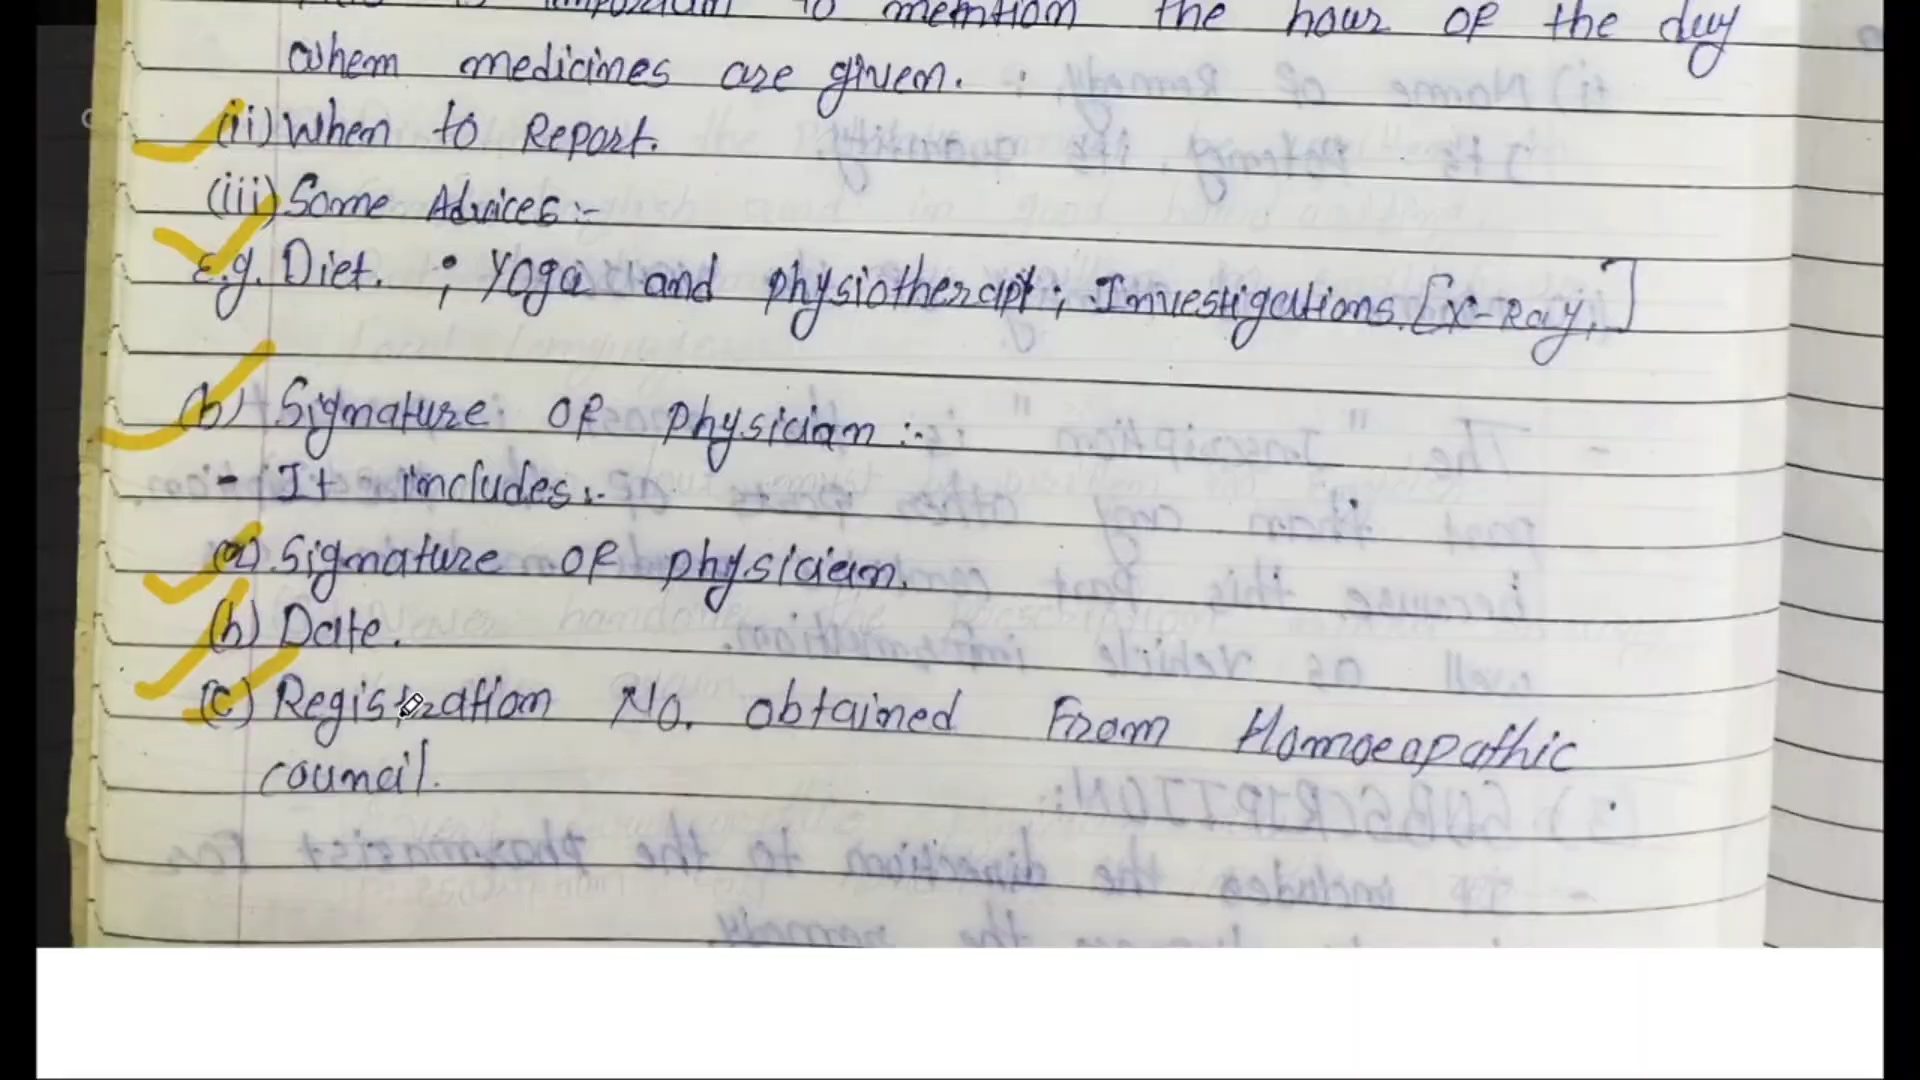 important to mention the hour of the day
when medicines are given.
(ii) When to Report.
(iii) Some Advices :-
E.g. Diet. ; Yoga and physiotherapy ; Investigations. [X-Ray.]
(b) Signature of physician :-
- It includes :-
(a) Signature of physician.
(b) Date.
(c) Registration No. obtained From Homoeopathic
council.